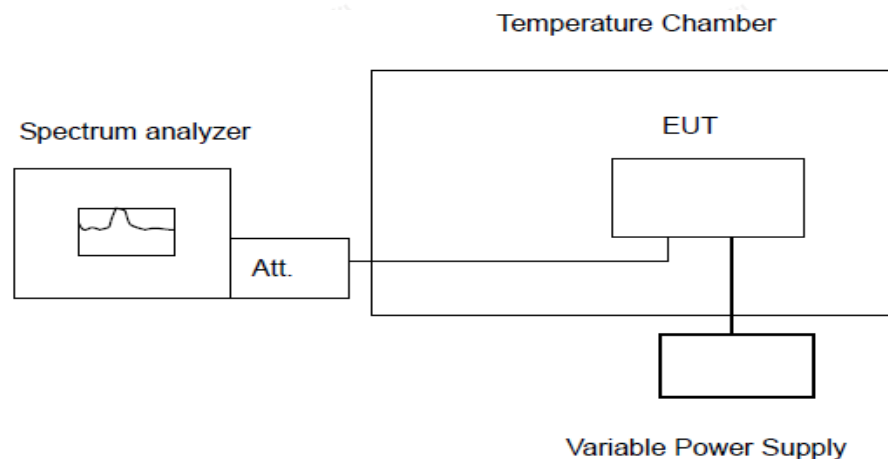 Temperature Chamber
Spectrum analyzer
EUT
Att.
Variable Power Supply